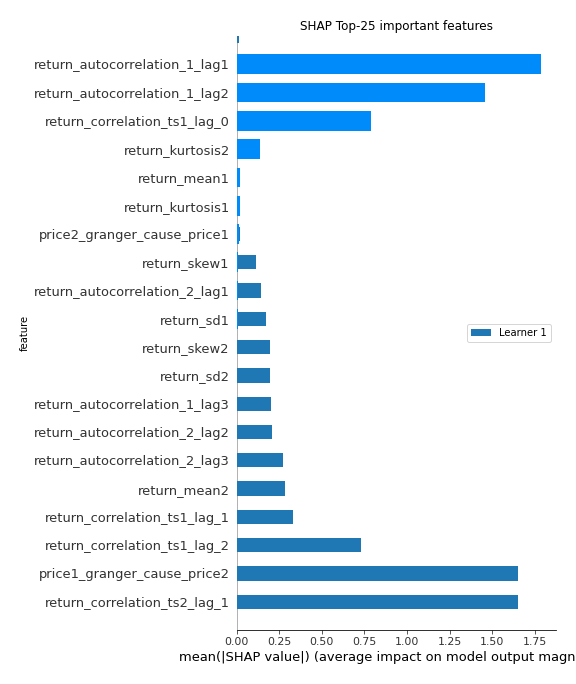 SHAP Top-25 important features
return_autocorrelation_1_lag1
return_autocorrelation_1_lag2
return_correlation_ts1_lag_0
return_kurtosis2
return_mean1
return_kurtosis1
price2_granger_cause_price1
return_skew1
return_autocorrelation_2_lag1
return_sd1
return_skew2
return_sd2
return_autocorrelation_1_lag3
return_autocorrelation_2_lag2
return_autocorrelation_2_lag3
return_mean2
return_correlation_ts1_lag_1
return_correlation_ts1_lag_2
price1_granger_cause_price2
return_correlation_ts2_lag_1
feature
Learner 1
0.00 0.25 0.50 0.75 1.00 1.25 1.50 1.75
mean(|SHAP value|) (average impact on model output magn